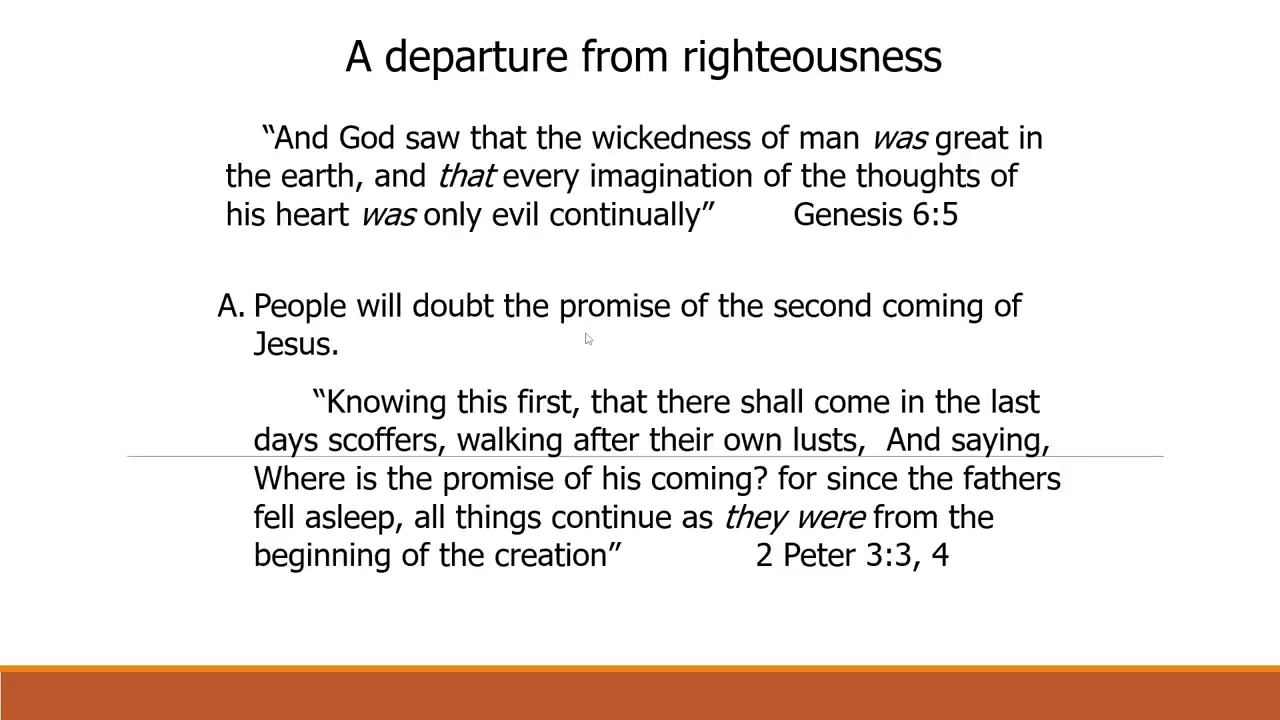 A departure from righteousness
“And God saw that the wickedness of man was great in
the earth, and that every imagination of the thoughts of
his heart was only evil continually” Genesis 6:5
A. People will doubt the promise of the second coming of
Jesus.
“Knowing this first, that there shall come in the last
days scoffers, walking after their own lusts, And saying,
Where is the promise of his coming? for since the fathers
fell asleep, all things continue as they were from the
beginning of the creation” 2 Peter 3:3, 4